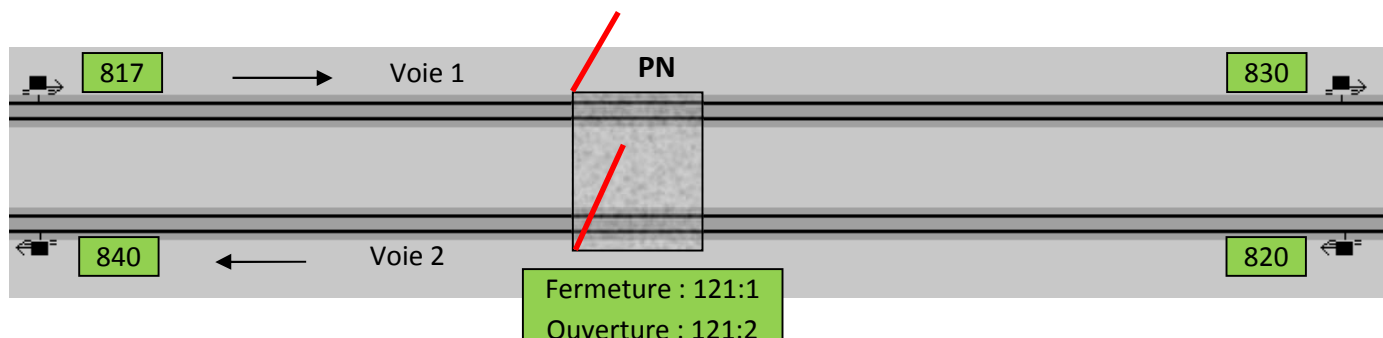 PN
817
Voie 1
830
840
Voie 2
820
Fermeture : 121:1
Ouverture : 121:2